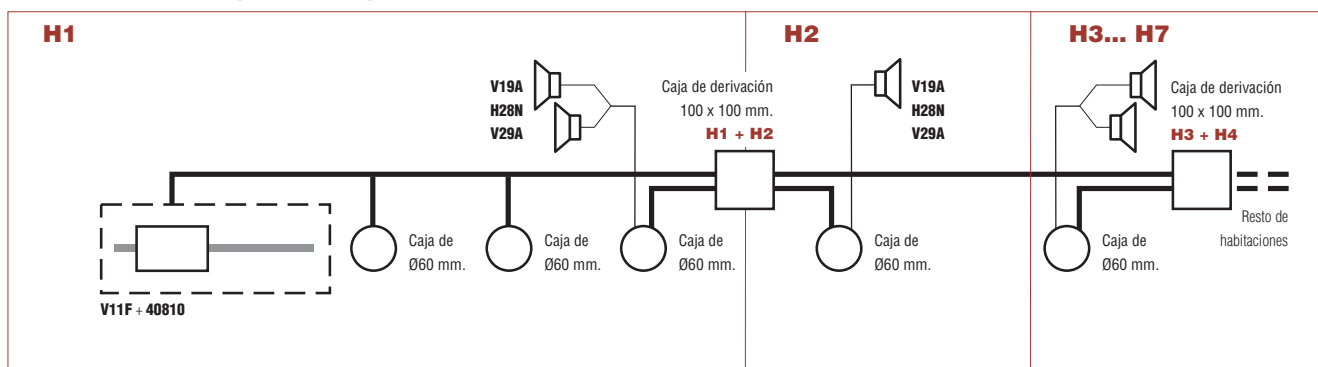 H1
H2
H3... H7
V19A
H28N
V29A
Caja de derivación
100 x 100 mm.
H1 + H2
V19A
H28N
V29A
Caja de derivación
100 x 100 mm.
H3 + H4
Caja de
Ø60 mm.
Caja de
Ø60 mm.
Caja de
Ø60 mm.
Caja de
Ø60 mm.
Caja de
Ø60 mm.
Resto de
habitaciones
V11F + 40810